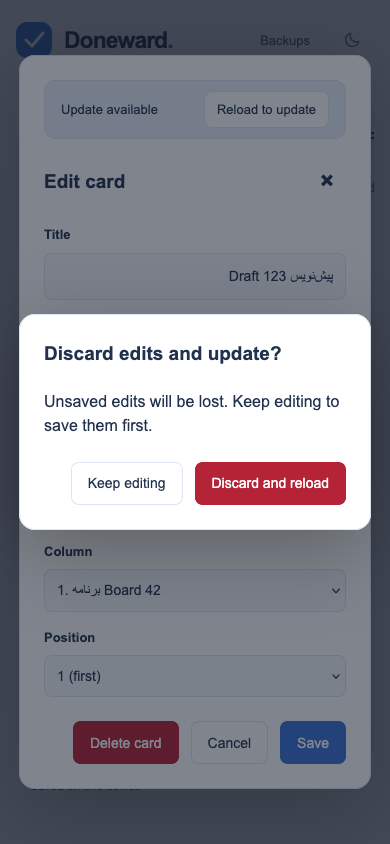 Doneward.
Backups
Update available
Reload to update
Edit card
Title
پیش‌نویس Draft 123
Discard edits and update?
Unsaved edits will be lost. Keep editing to
save them first.
Keep editing
Discard and reload
Column
1. برنامه Board 42
Position
1 (first)
Delete card
Cancel
Save